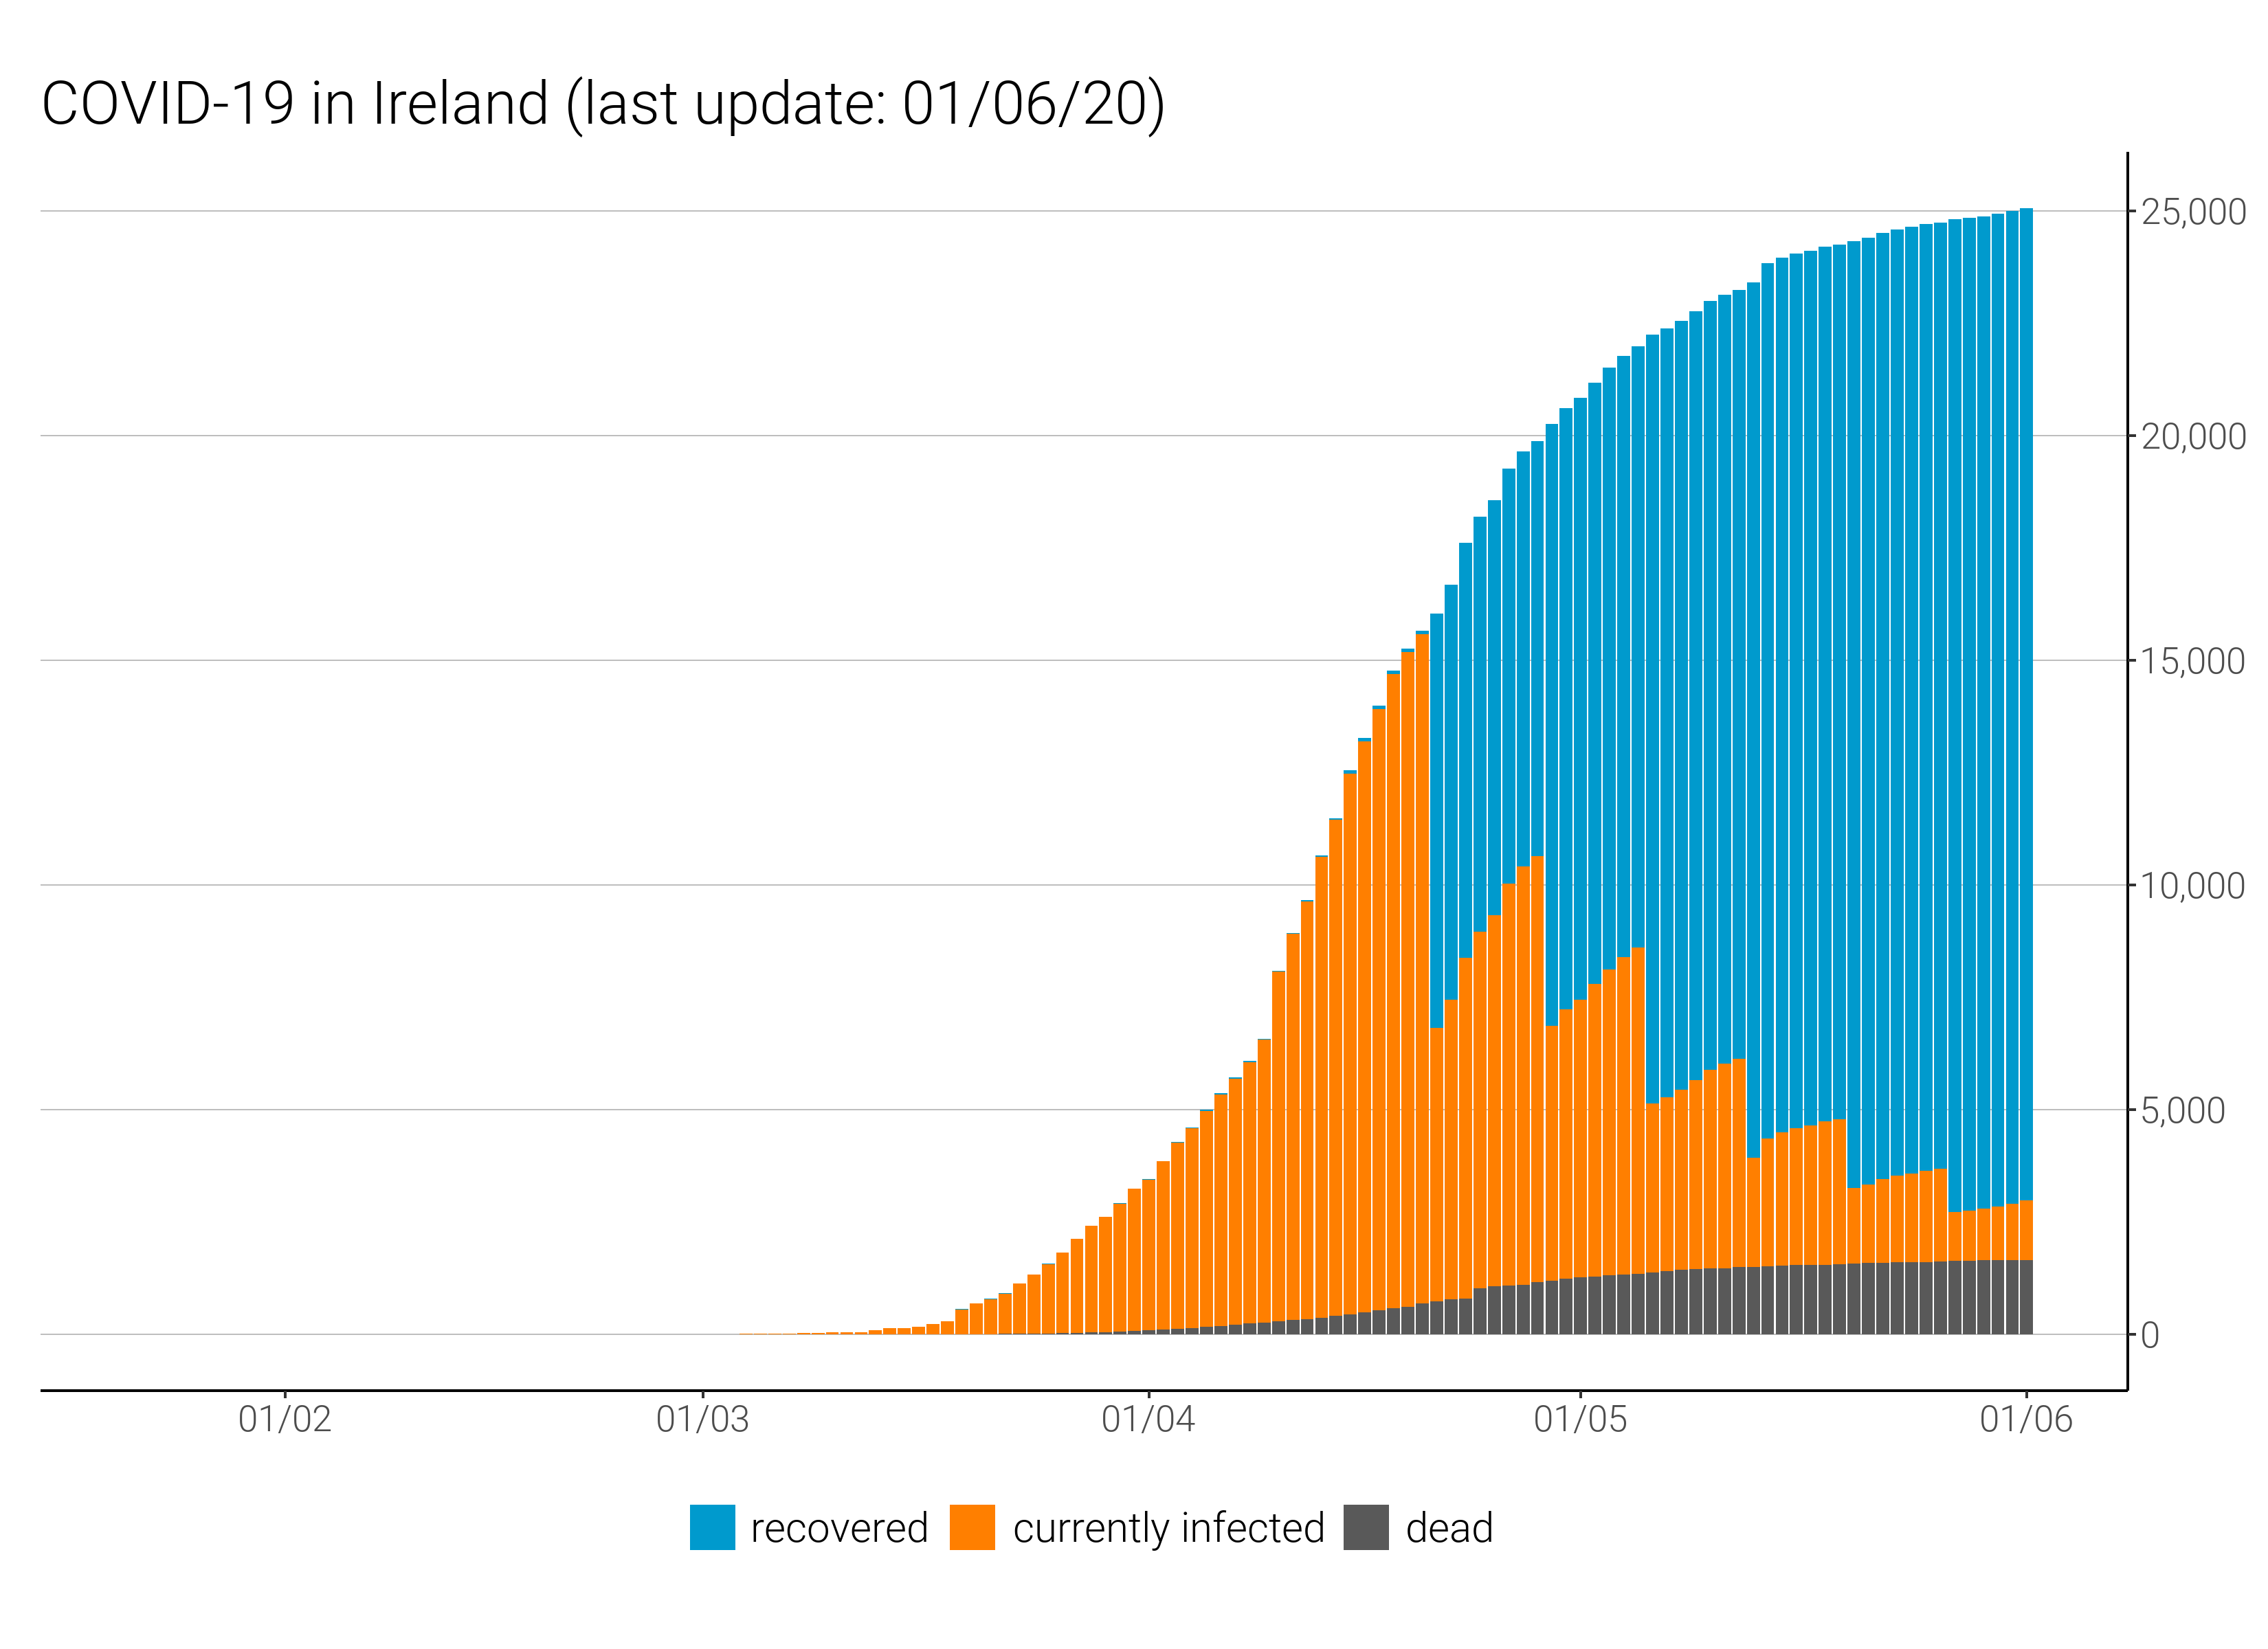 COVID-19 in Ireland (last update: 01/06/20)
25,000
20,000
15,000
10,000
5,000
0
01/02 01/03 01/04 01/05 01/06
recovered currently infected dead